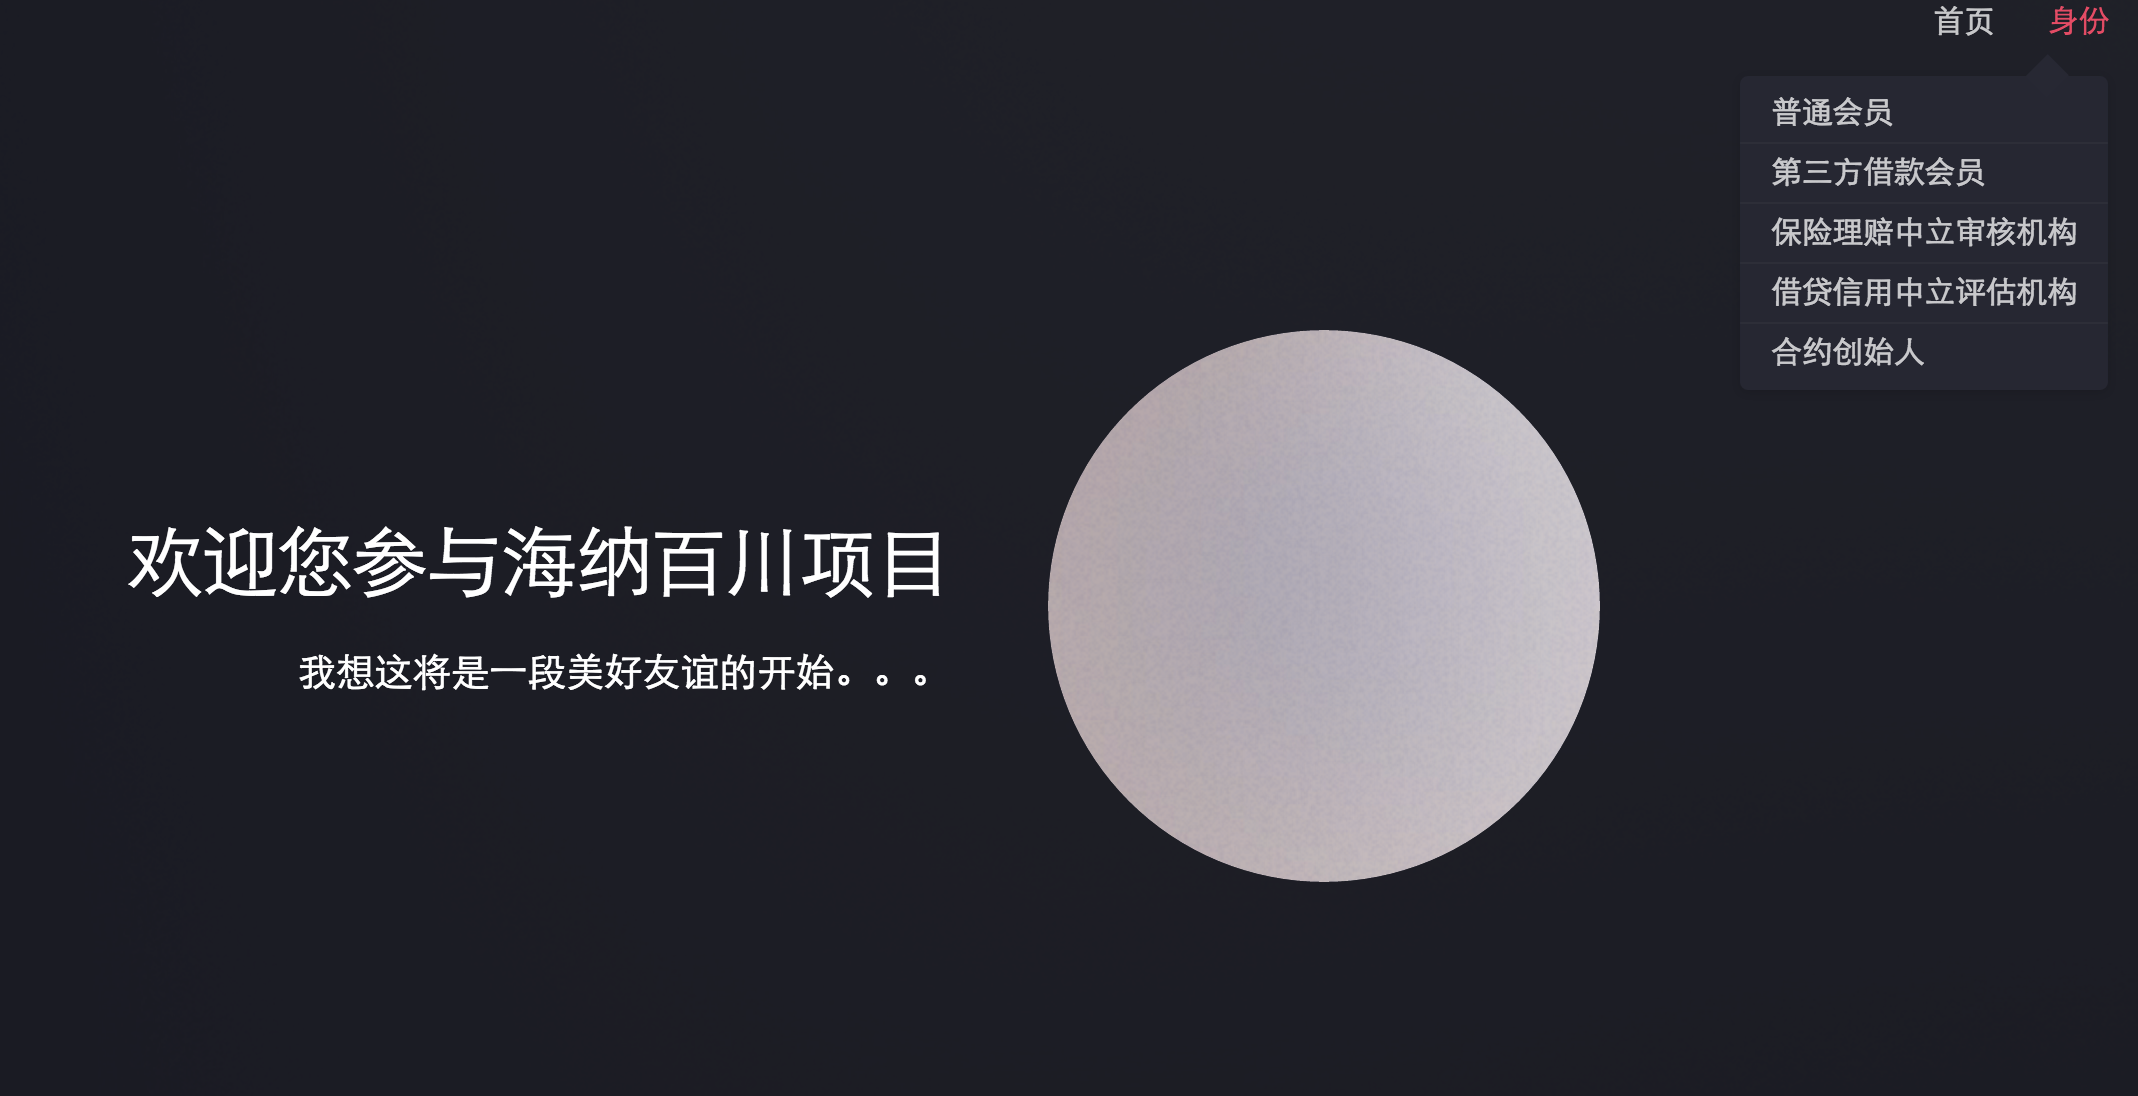 首页 身份
普通会员
第三方借款会员
保险理赔中立审核机构
借贷信用中立评估机构
合约创始人
欢迎您参与海纳百川项目
我想这将是一段美好友谊的开始。。。